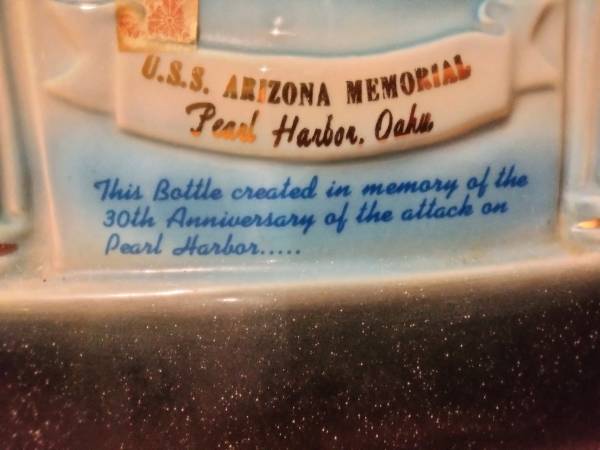 U.S.S. ARIZONA MEMORIAL
Pearl Harbor, Oahu
This Bottle created in memory of the
30th Anniversary of the attack on
Pearl Harbor.....